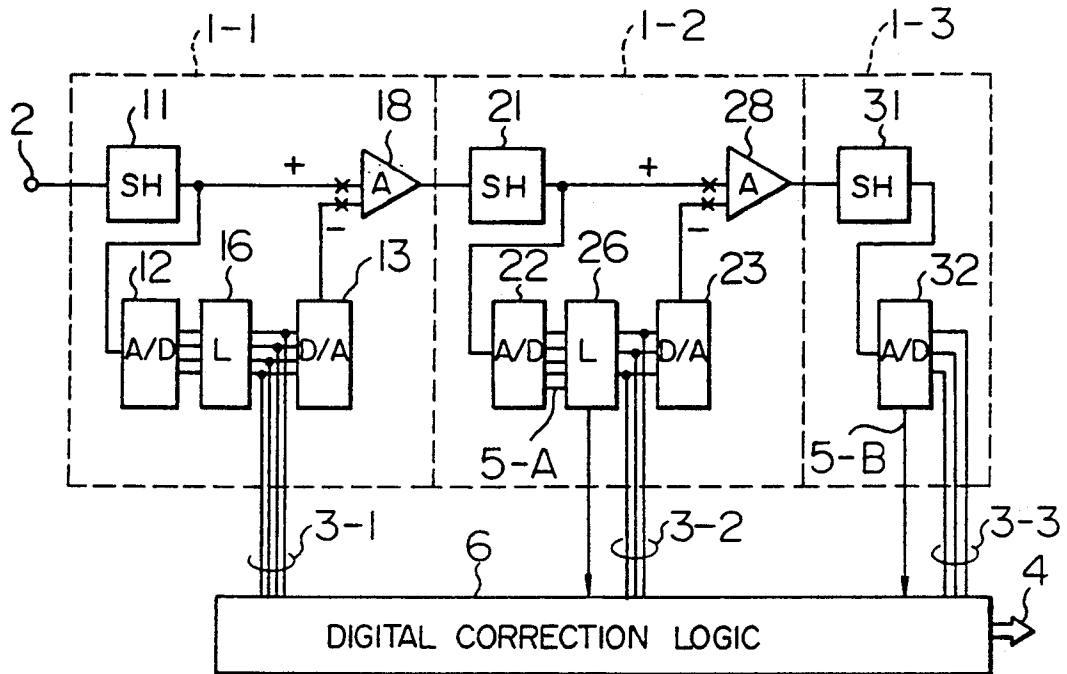 1-1
1-2
1-3
2
11
18
21
28
31
SH
+
A
SH
+
A
SH
-
-
12
16
13
22
26
23
32
A/D
L
D/A
A/D
L
D/A
A/D
5-A
5-B
3-1
6
3-2
3-3
4
DIGITAL CORRECTION LOGIC